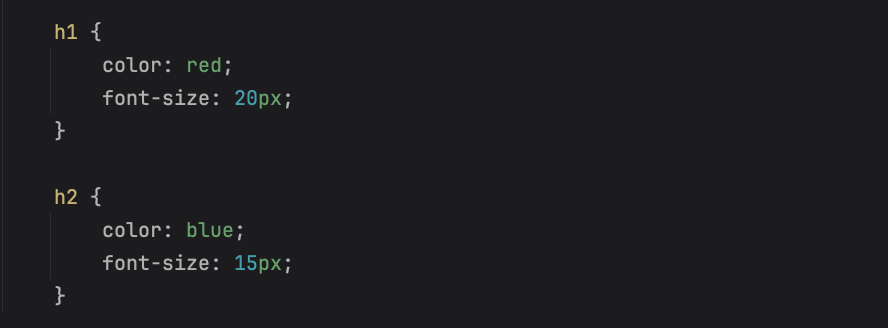 h1 {
    color: red;
    font-size: 20px;
}

h2 {
    color: blue;
    font-size: 15px;
}